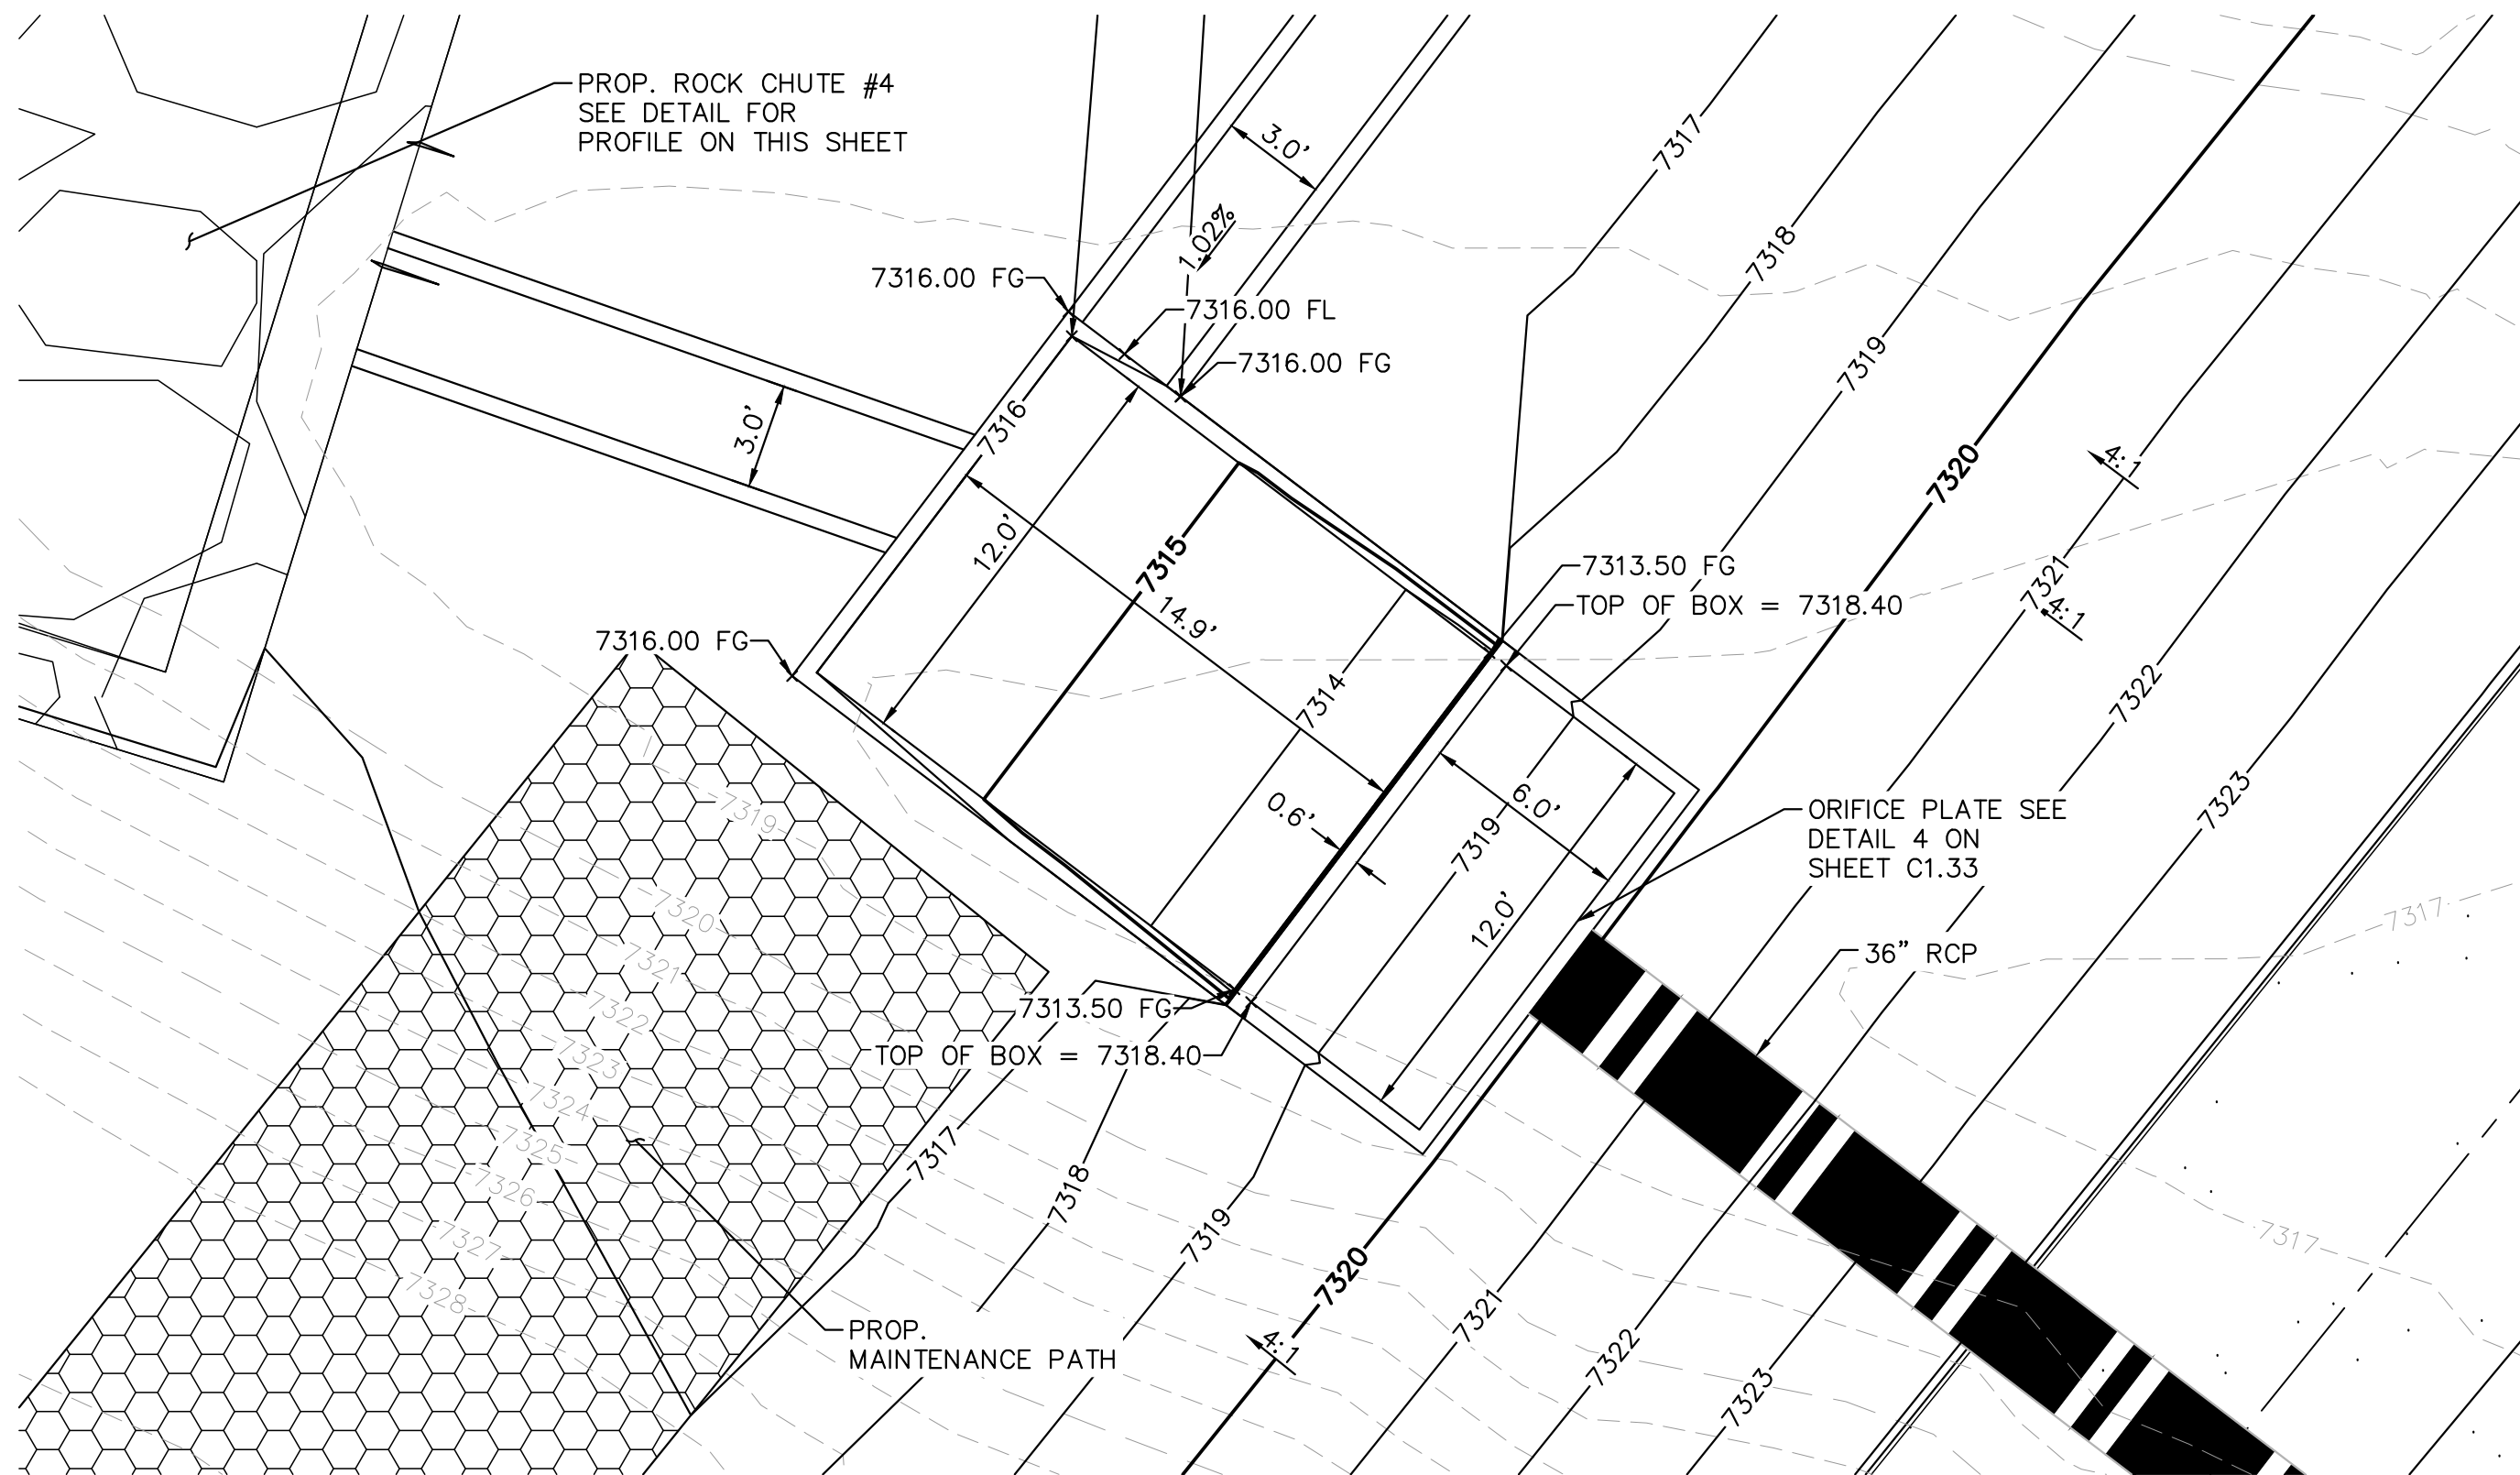 PROP. ROCK CHUTE #4
SEE DETAIL FOR
PROFILE ON THIS SHEET
3.0'
7317
1.02%
7318
7316.00 FG
7316.00 FL
7316.00 FG
7319
7316
3.0'
7320
4:1
12.0'
7315
7313.50 FG
7321
TOP OF BOX = 7318.40
4:1
14.9'
7316.00 FG
7314
7322
7323
7319
0.6'
6.0'
ORIFICE PLATE SEE
DETAIL 4 ON
SHEET C1.33
7319
7320
12.0'
7317
36" RCP
7321
7313.50 FG
7322
TOP OF BOX = 7318.40
7323
7324
7325
7317
7326
7318
7319
7327
7317
7328
7320
7321
PROP.
MAINTENANCE PATH
4:1
7322
7323